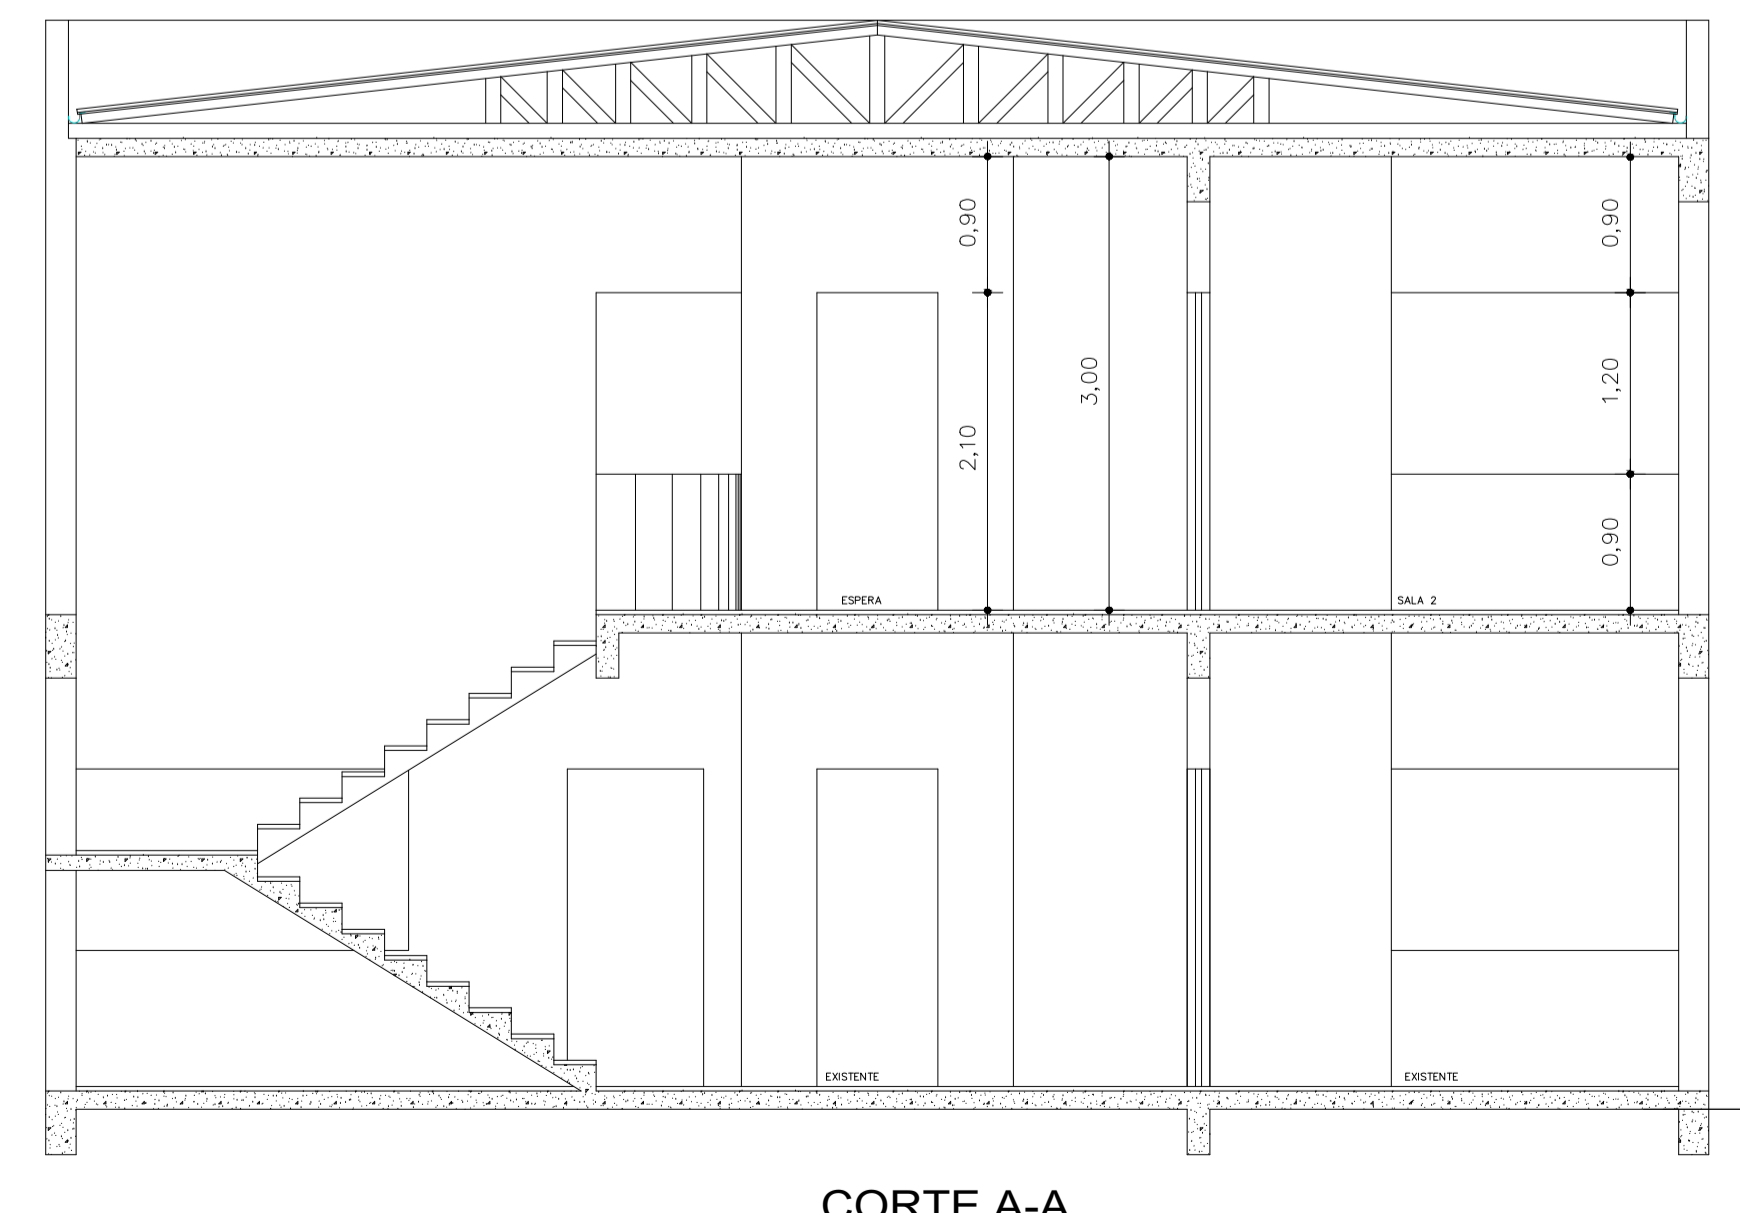 0,90
0,90
3,00
1,20
2,10
0,90
ESPERA
SALA 2
EXISTENTE
EXISTENTE
CORTE A-A